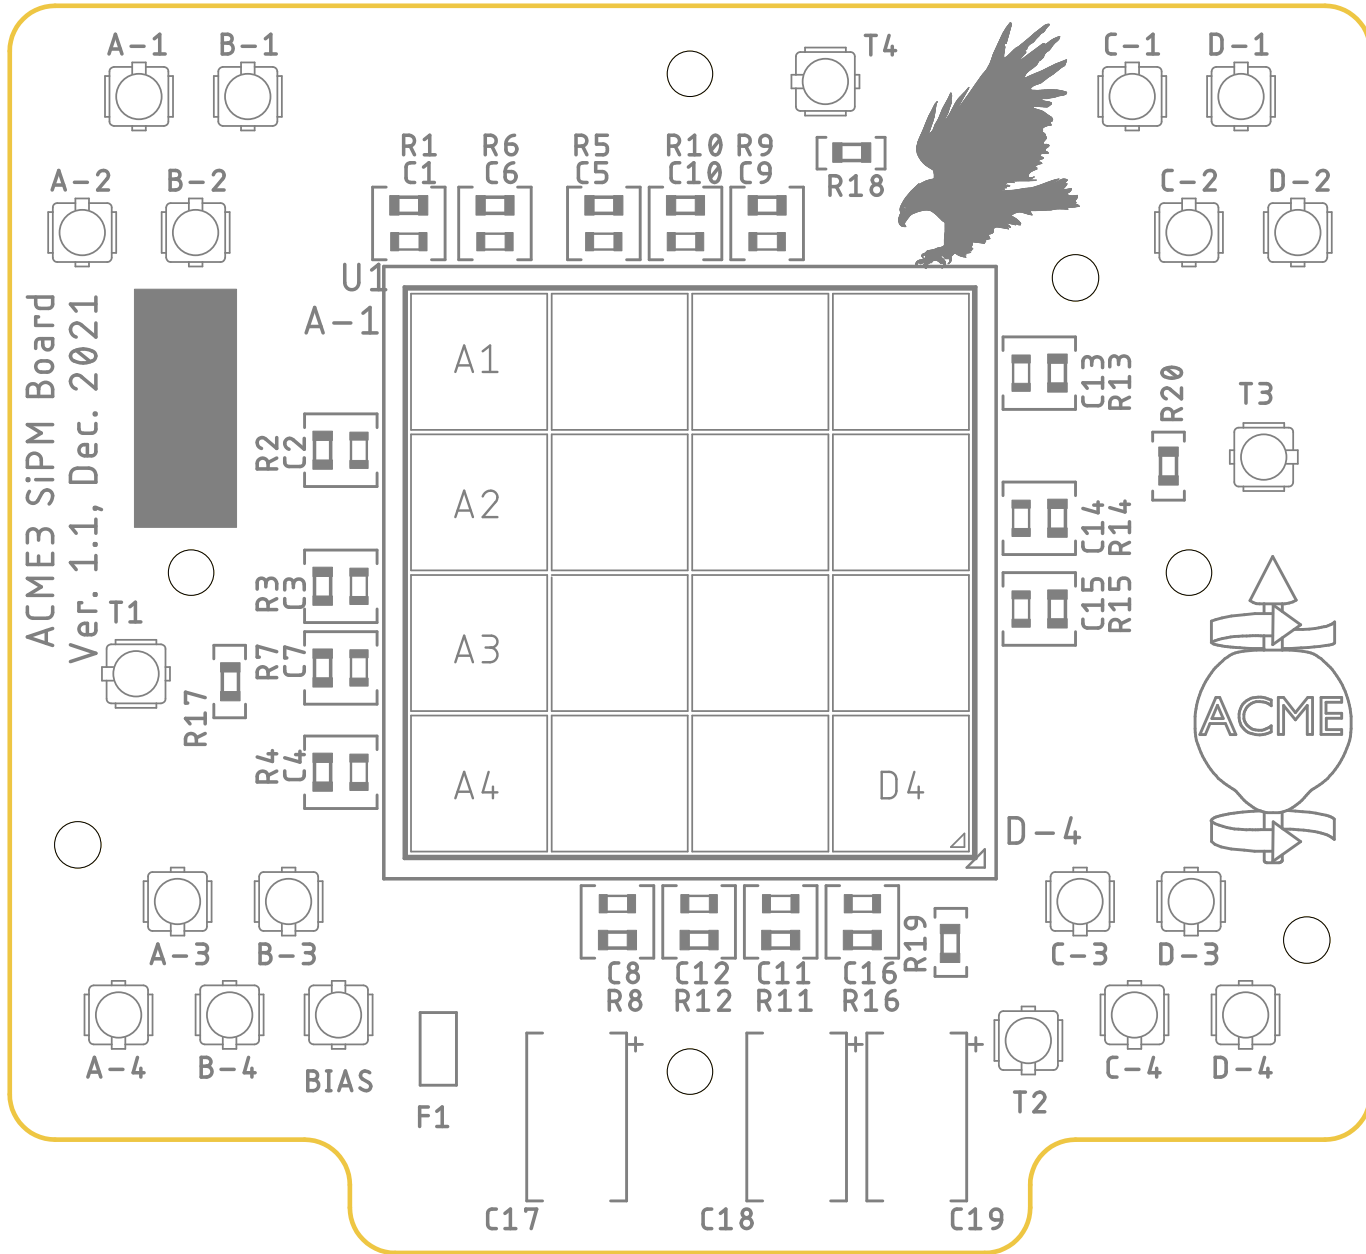 A-1 B-1
T4
C-1 D-1
R1 R6 R5 R10 R9
C1 C6 C5 C10 C9
A-2 B-2
R18
C-2 D-2
U1
A-1
ACME3 SiPM Board
Ver. 1.1, Dec. 2021
A1
C13
R13
R20
T3
R2
C2
A2
C14
R14
R3
C3
T1
C15
R15
R7
C7
A3
R17
ACME
R4
C4
A4
D4
D-4
A-3 B-3
R19
C-3 D-3
C8 C12 C11 C16
R8 R12 R11 R16
A-4 B-4 BIAS
+ + +
C-4 D-4
F1
T2
C17 C18 C19